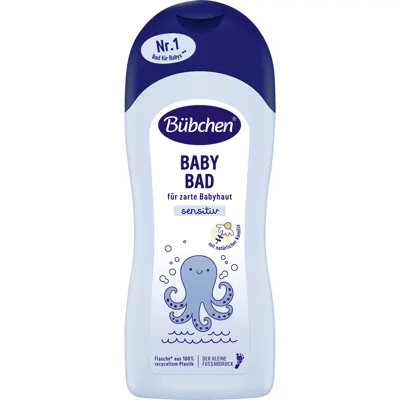 Nr.1
Bad für Babys**
Bübchen®
BABY
BAD
für zarte Babyhaut
sensitiv
mit natürlicher Kamille
Flasche* aus 100%
recyceltem Plastik
DER KLEINE
FUSSABDRUCK